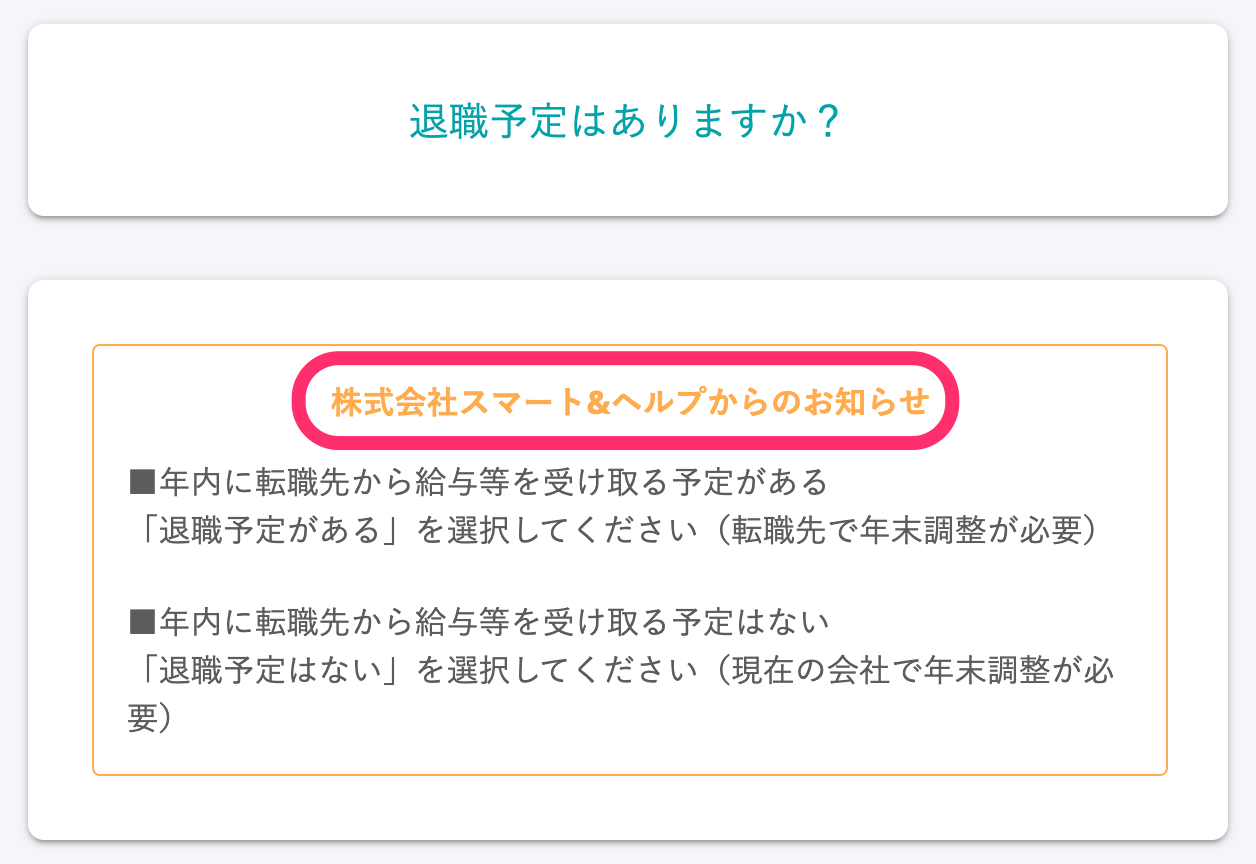 退職予定はありますか？
株式会社スマート&ヘルプからのお知らせ
■年内に転職先から給与等を受け取る予定がある
「退職予定がある」を選択してください（転職先で年末調整が必要）
■年内に転職先から給与等を受け取る予定はない
「退職予定はない」を選択してください（現在の会社で年末調整が必
要）